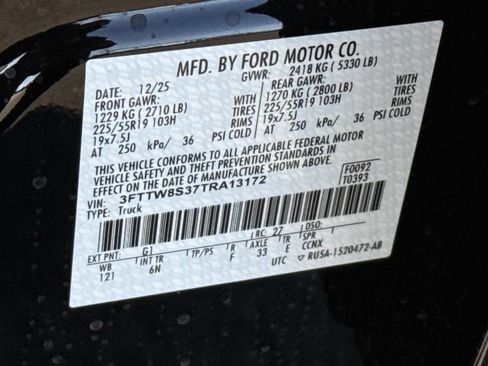 MFD. BY FORD MOTOR CO.
DATE: 12/25 GVWR: 2418 KG ( 5330 LB)
FRONT GAWR: REAR GAWR:
1229 KG ( 2710 LB) WITH 1270 KG ( 2800 LB) WITH
225/55R19 103H TIRES 225/55R19 103H TIRES
19x7.5J RIMS 19x7.5J RIMS
AT 250 kPa/ 36 PSI COLD AT 250 kPa/ 36 PSI COLD
THIS VEHICLE CONFORMS TO ALL APPLICABLE FEDERAL MOTOR
VEHICLE SAFETY AND THEFT PREVENTION STANDARDS IN
EFFECT ON THE DATE OF MANUFACTURE SHOWN ABOVE.
VIN: 3FTTW8S37TRA13172 F0092
TYPE: Truck T0393
EXT PNT: G1 RC: 27 DSO:
WB INT TR TP/PS R AXLE TR SPR
121 6N F 33 E CCNX
UTC ▽ RU5A-1520472-AB